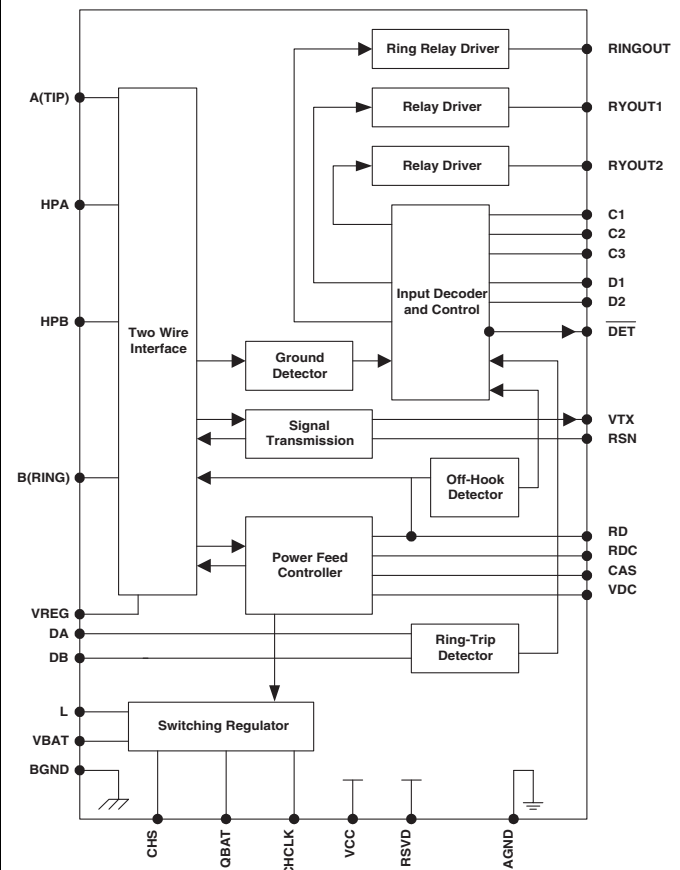 Ring Relay Driver
RINGOUT
A(TIP)
Relay Driver
RYOUT1
Relay Driver
RYOUT2
HPA
C1
C2
C3
D1
D2
Input Decoder
and Control
DET
HPB
Two Wire
Interface
Ground
Detector
VTX
RSN
Signal
Transmission
B(RING)
Off-Hook
Detector
RD
RDC
CAS
VDC
Power Feed
Controller
VREG
DA
DB
Ring-Trip
Detector
L
VBAT
BGND
Switching Regulator
CHS
QBAT
CHCLK
VCC
RSVD
AGND